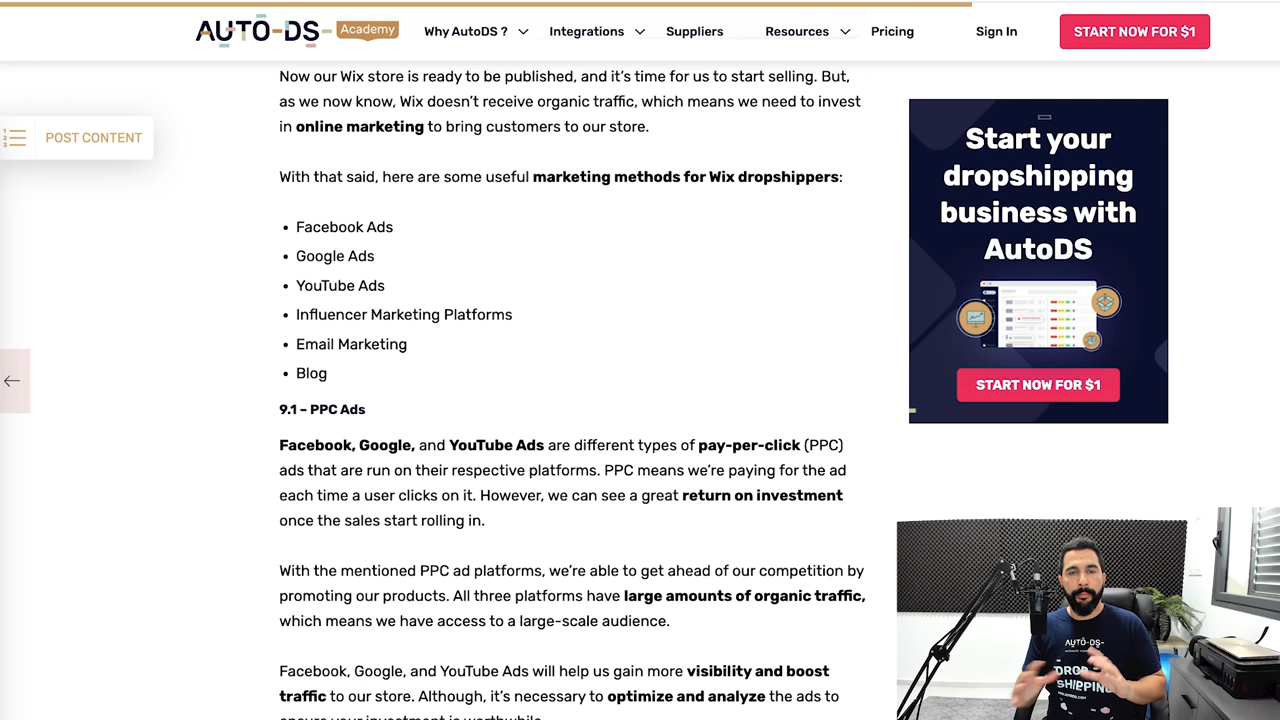 AUTO-DS- Academy Why AutoDS ? Integrations Suppliers Resources Pricing Sign In START NOW FOR $1
Now our Wix store is ready to be published, and it's time for us to start selling. But,
as we now know, Wix doesn't receive organic traffic, which means we need to invest
in online marketing to bring customers to our store.
POST CONTENT
With that said, here are some useful marketing methods for Wix dropshippers:
• Facebook Ads
• Google Ads
• YouTube Ads
• Influencer Marketing Platforms
• Email Marketing
• Blog
9.1 – PPC Ads
Facebook, Google, and YouTube Ads are different types of pay-per-click (PPC)
ads that are run on their respective platforms. PPC means we're paying for the ad
each time a user clicks on it. However, we can see a great return on investment
once the sales start rolling in.
With the mentioned PPC ad platforms, we're able to get ahead of our competition by
promoting our products. All three platforms have large amounts of organic traffic,
which means we have access to a large-scale audience.
Facebook, Google, and YouTube Ads will help us gain more visibility and boost
traffic to our store. Although, it's necessary to optimize and analyze the ads to
ensure your investment is worthwhile.
Start your
dropshipping
business with
AutoDS
START NOW FOR $1
AUTO-DS-
DROP
SHIPPING